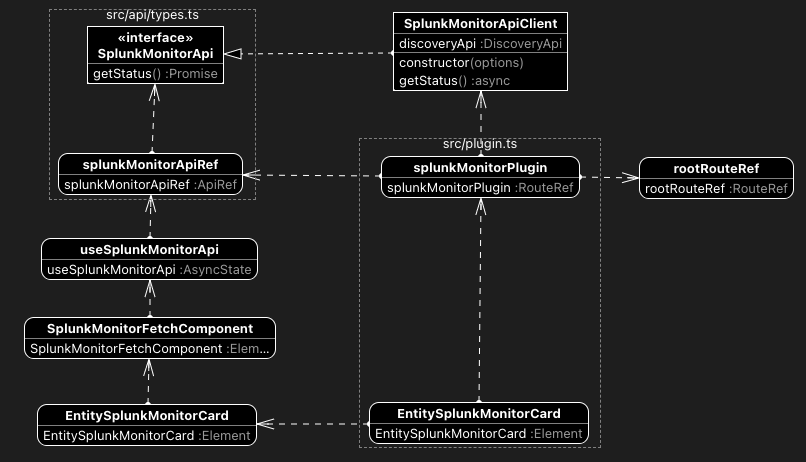 src/api/types.ts
«interface»
SplunkMonitorApi
getStatus() :Promise
SplunkMonitorApiClient
discoveryApi :DiscoveryApi
constructor(options)
getStatus() :async
src/plugin.ts
splunkMonitorApiRef
splunkMonitorApiRef :ApiRef
splunkMonitorPlugin
splunkMonitorPlugin :RouteRef
rootRouteRef
rootRouteRef :RouteRef
useSplunkMonitorApi
useSplunkMonitorApi :AsyncState
SplunkMonitorFetchComponent
SplunkMonitorFetchComponent :Elem...
EntitySplunkMonitorCard
EntitySplunkMonitorCard :Element
EntitySplunkMonitorCard
EntitySplunkMonitorCard :Element